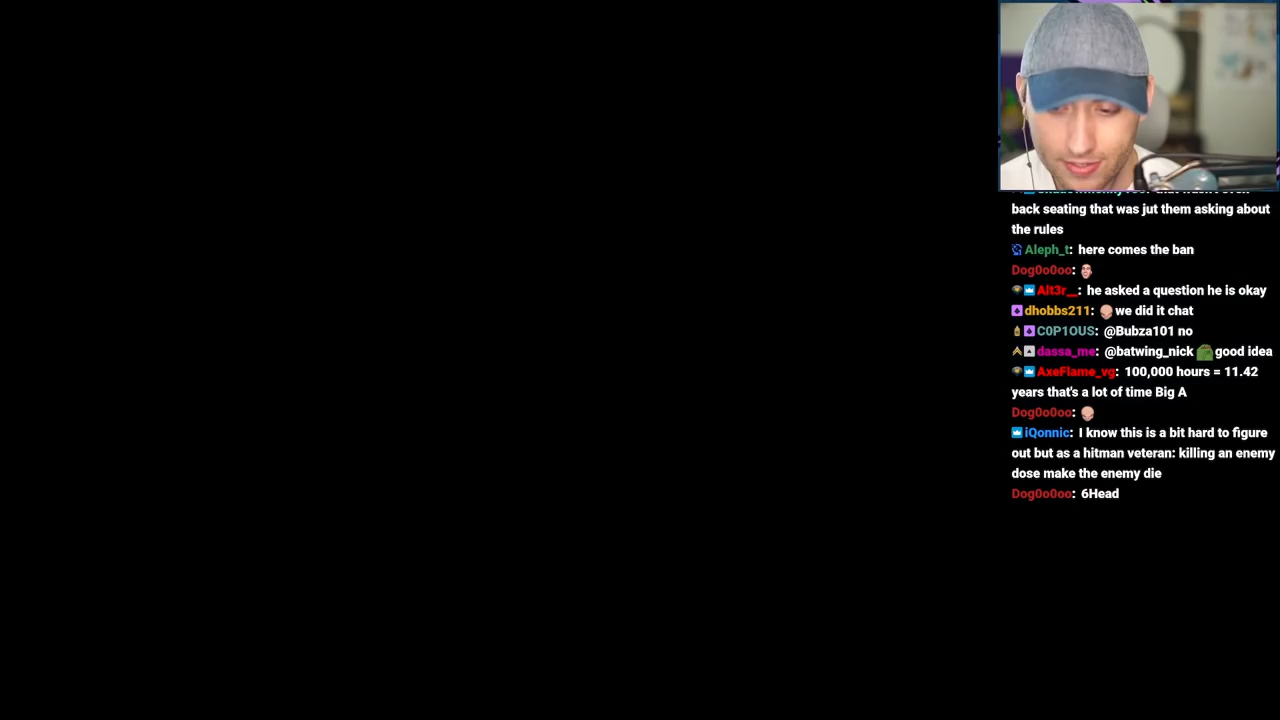 back seating that was jut them asking about
the rules
Aleph_t: here comes the ban
Dog0o0oo:
Alt3r__: he asked a question he is okay
dhobbs211: we did it chat
C0P1OUS: @Bubza101 no
dassa_me: @batwing_nick good idea
AxeFlame_vg: 100,000 hours = 11.42
years that's a lot of time Big A
Dog0o0oo:
iQonnic: I know this is a bit hard to figure
out but as a hitman veteran: killing an enemy
dose make the enemy die
Dog0o0oo: 6Head